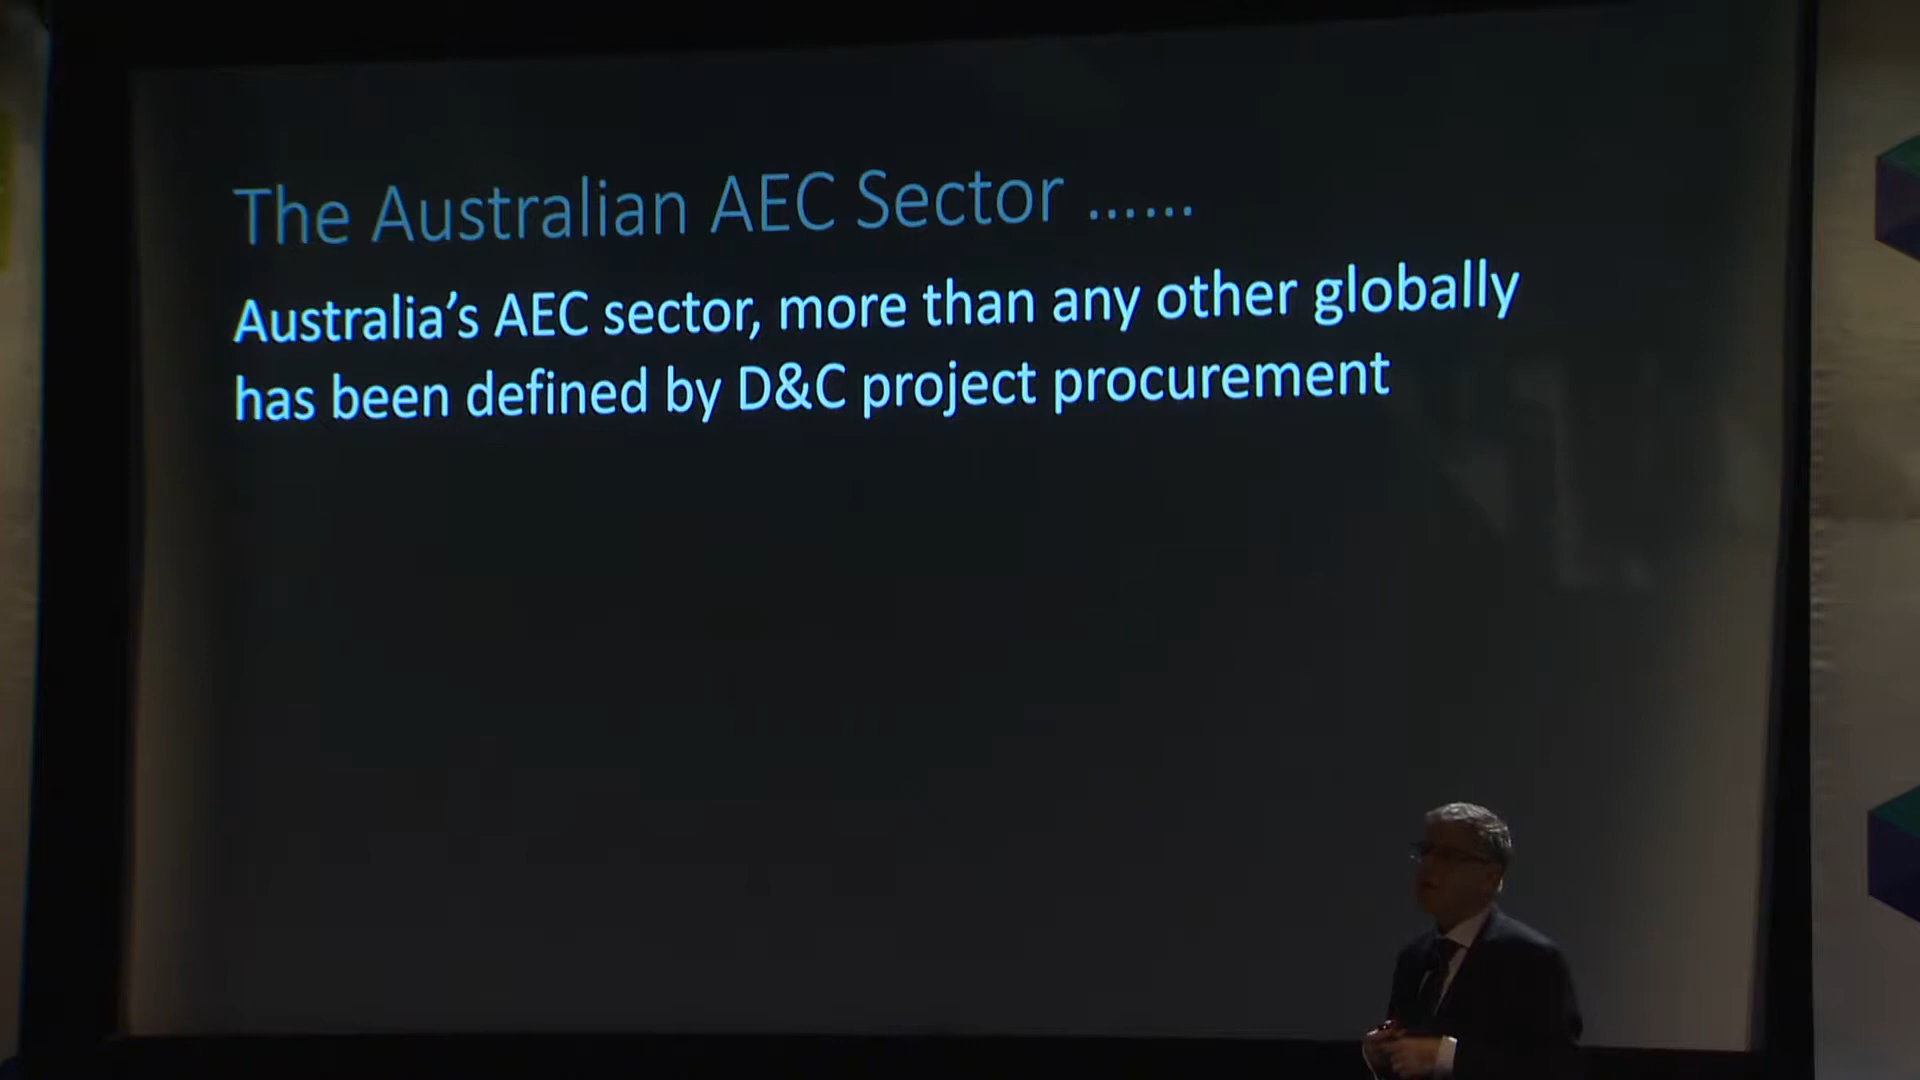 The Australian AEC Sector ......
Australia’s AEC sector, more than any other globally
has been defined by D&C project procurement